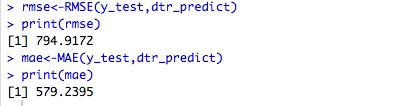 > rmse<-RMSE(y_test,dtr_predict)
> print(rmse)
[1] 794.9172
> mae<-MAE(y_test,dtr_predict)
> print(mae)
[1] 579.2395